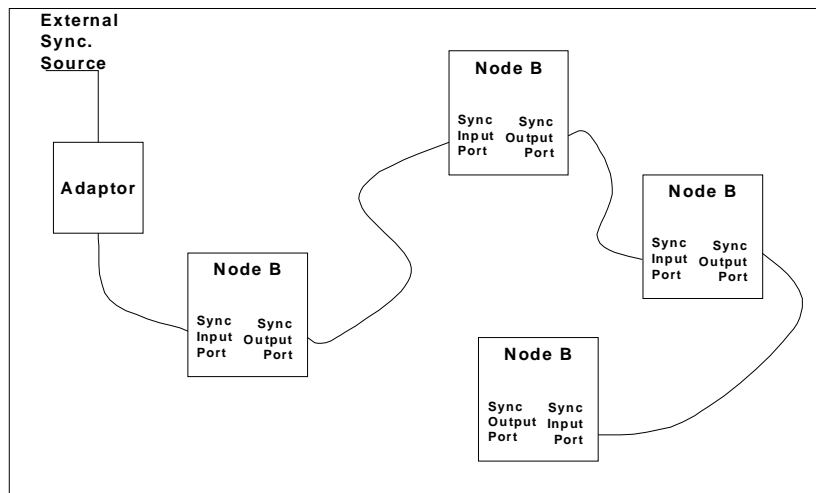 External
Sync.
Source
Adaptor
Node B
Sync
Input
Port
Sync
Output
Port
Node B
Sync
Input
Port
Sync
Output
Port
Node B
Sync
Input
Port
Sync
Output
Port
Node B
Sync
Output
Port
Sync
Input
Port